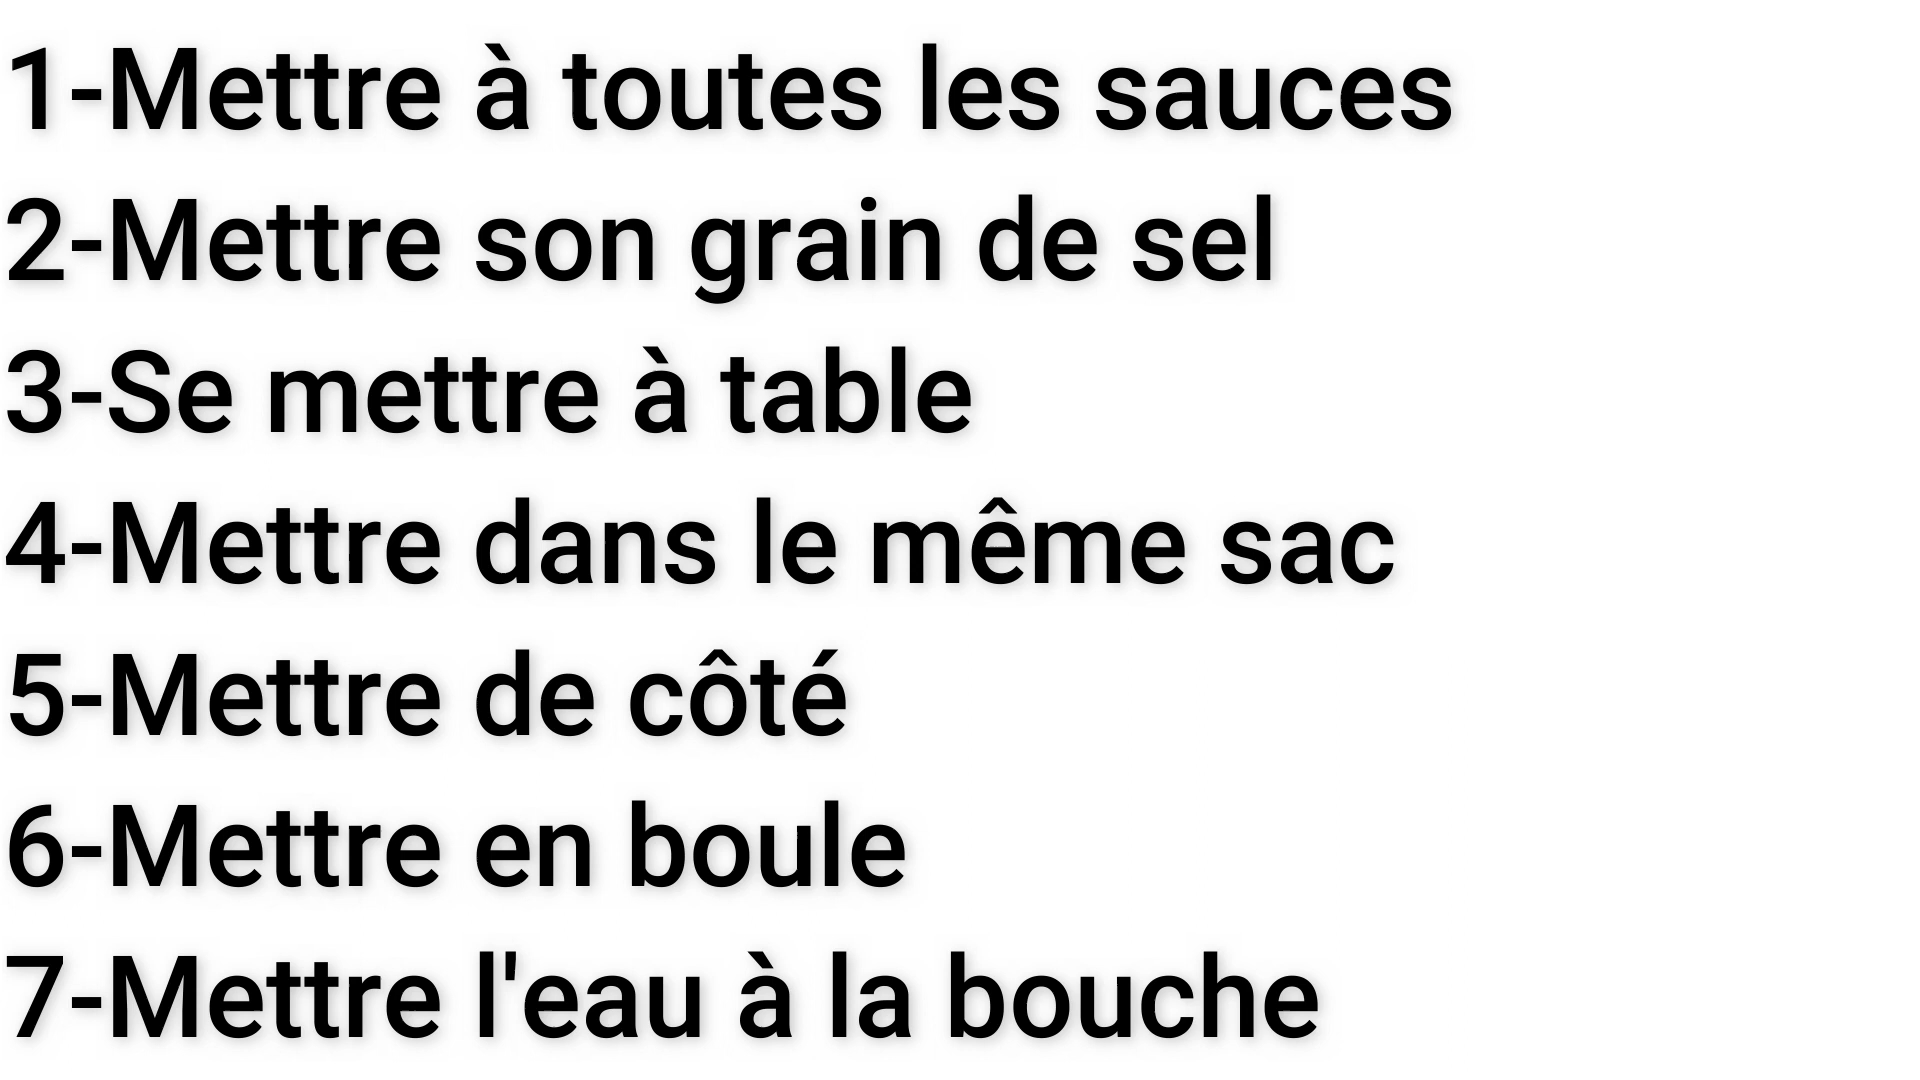 1-Mettre à toutes les sauces
2-Mettre son grain de sel
3-Se mettre à table
4-Mettre dans le même sac
5-Mettre de côté
6-Mettre en boule
7-Mettre l'eau à la bouche